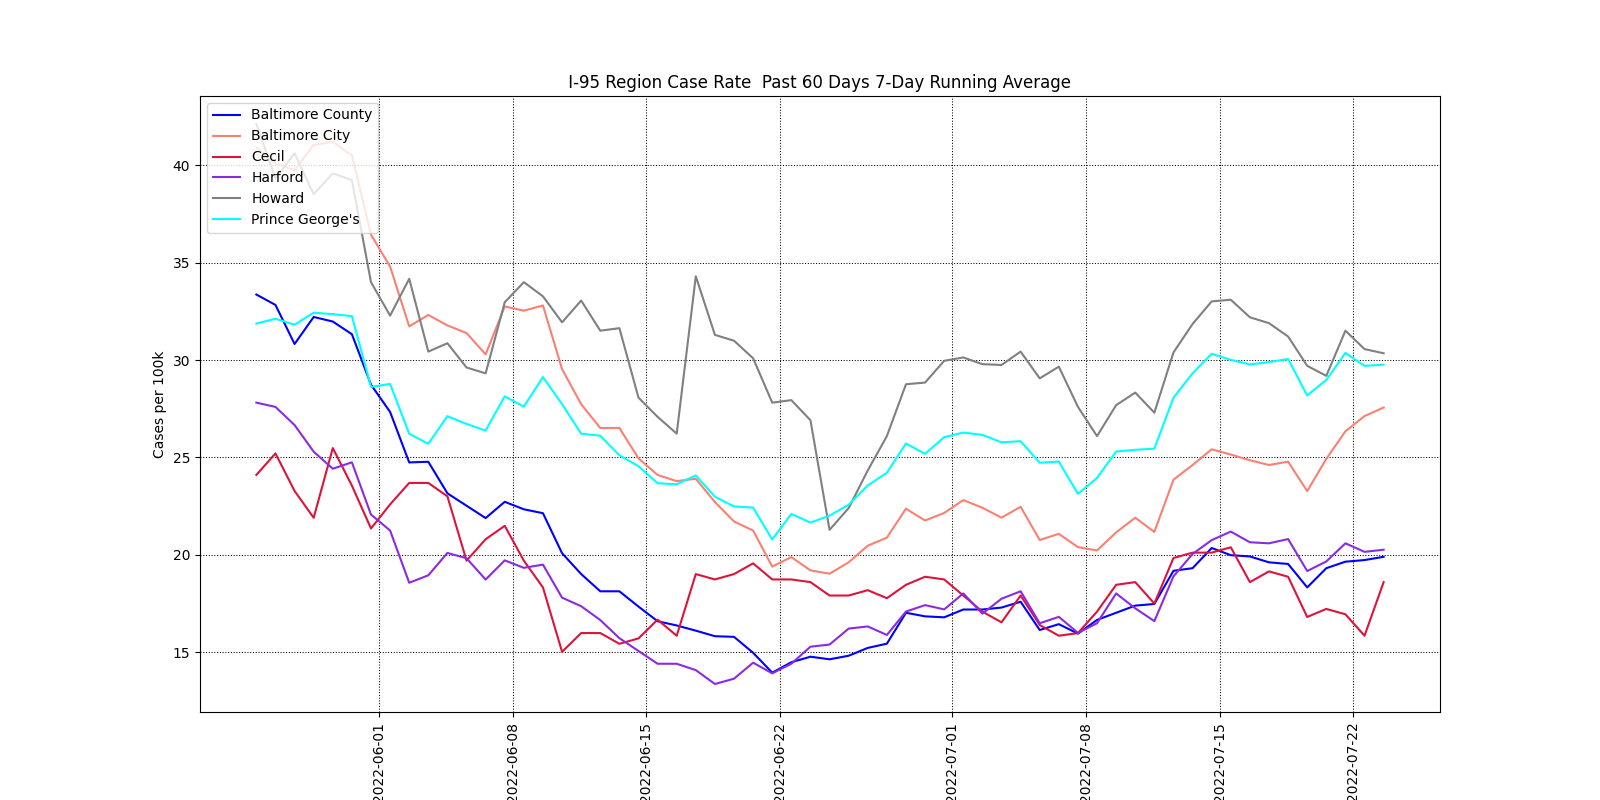 I-95 Region Case Rate  Past 60 Days 7-Day Running Average
Baltimore County
Baltimore City
Cecil
Harford
Howard
Prince George's
Cases per 100k
40
35
30
25
20
15
2022-06-01
2022-06-08
2022-06-15
2022-06-22
2022-07-01
2022-07-08
2022-07-15
2022-07-22